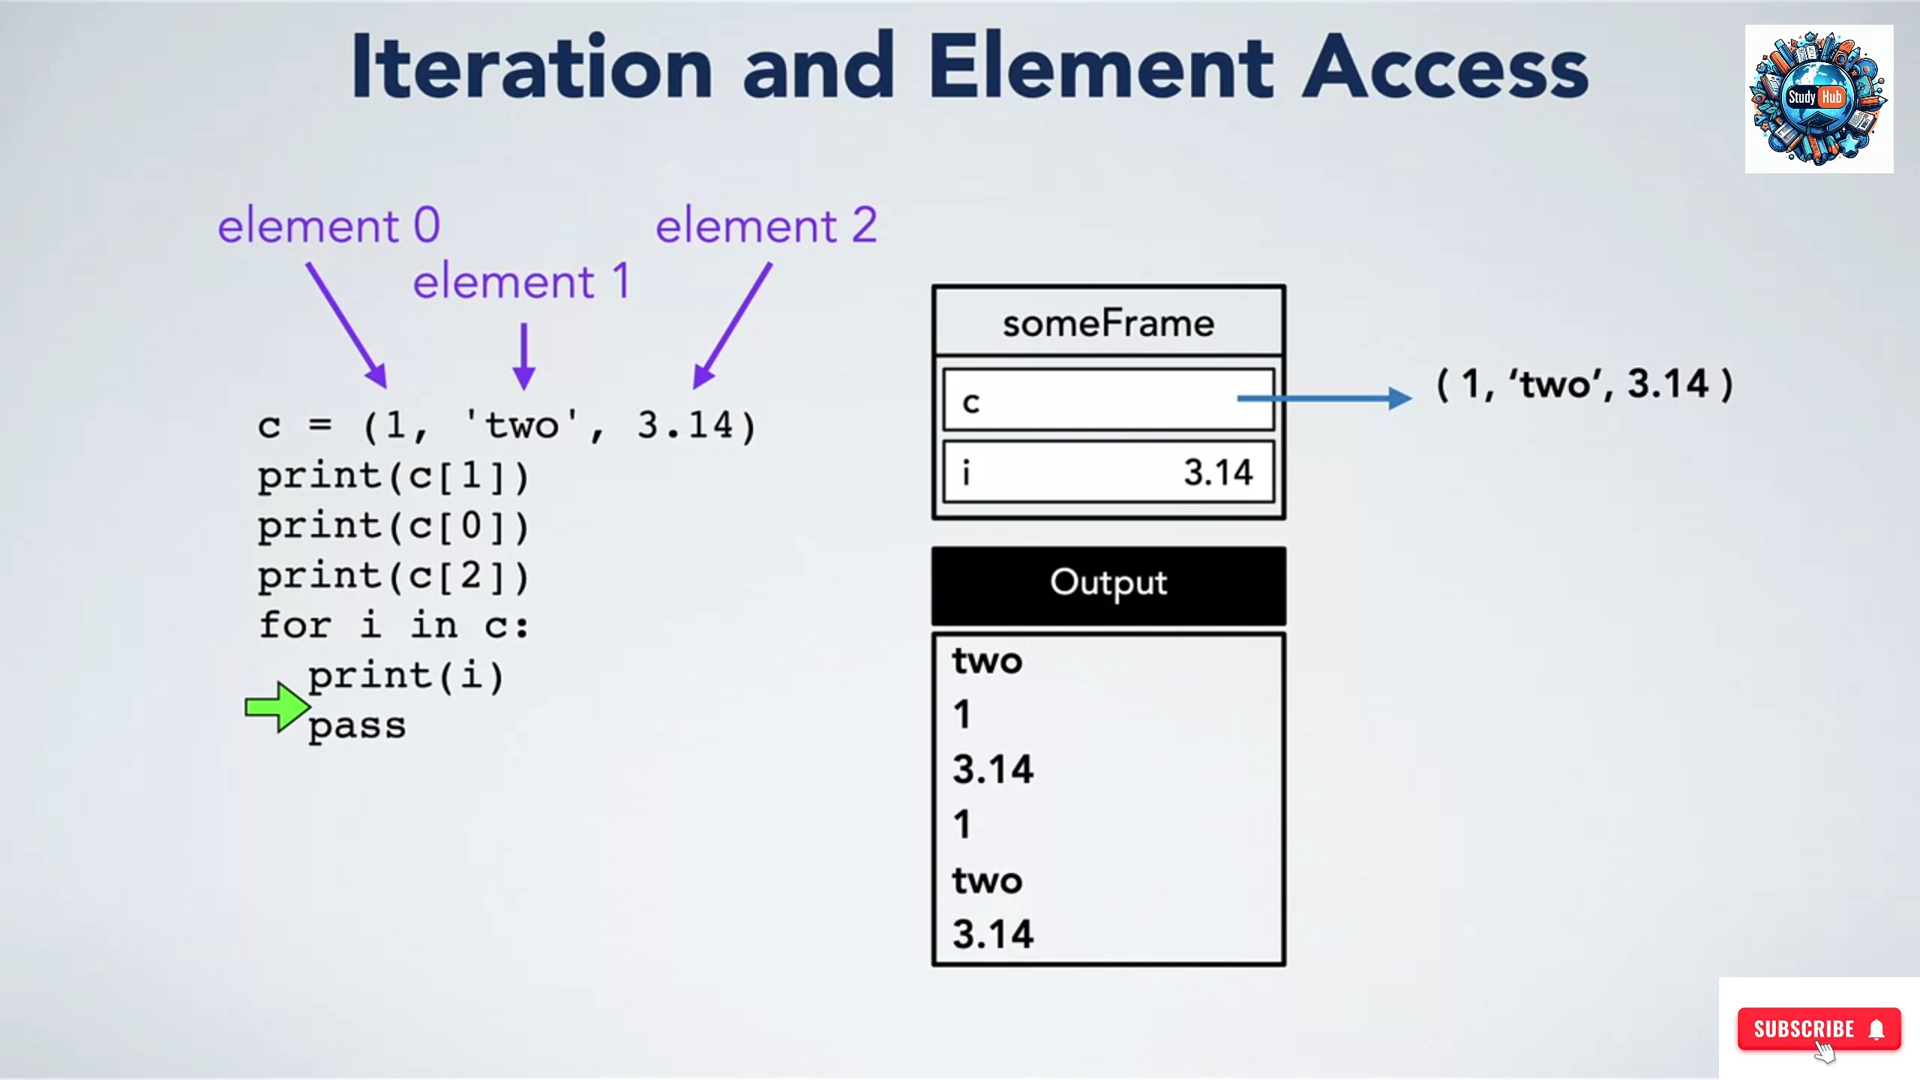 Iteration and Element Access
Study Hub
element 0
element 2
element 1
c = (1, 'two', 3.14)
print(c[1])
print(c[0])
print(c[2])
for i in c:
print(i)
pass
someFrame
c
( 1, ‘two’, 3.14 )
i 3.14
Output
two
1
3.14
1
two
3.14
SUBSCRIBE